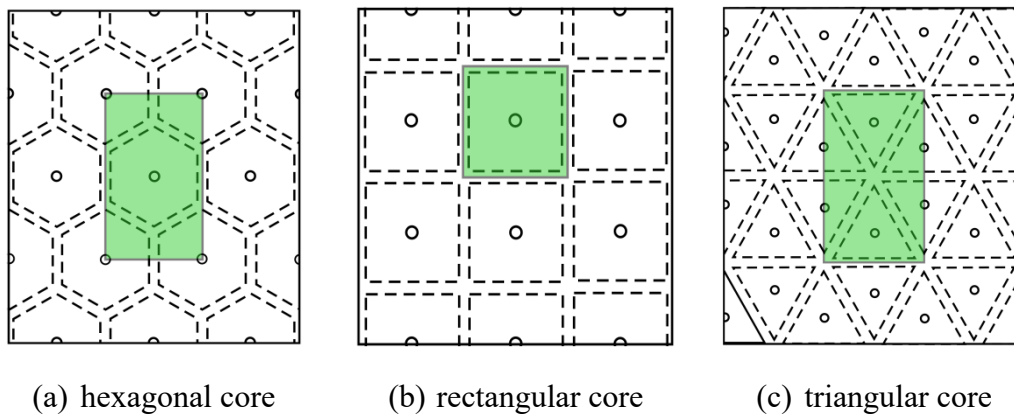 (a) hexagonal core
(b) rectangular core
(c) triangular core